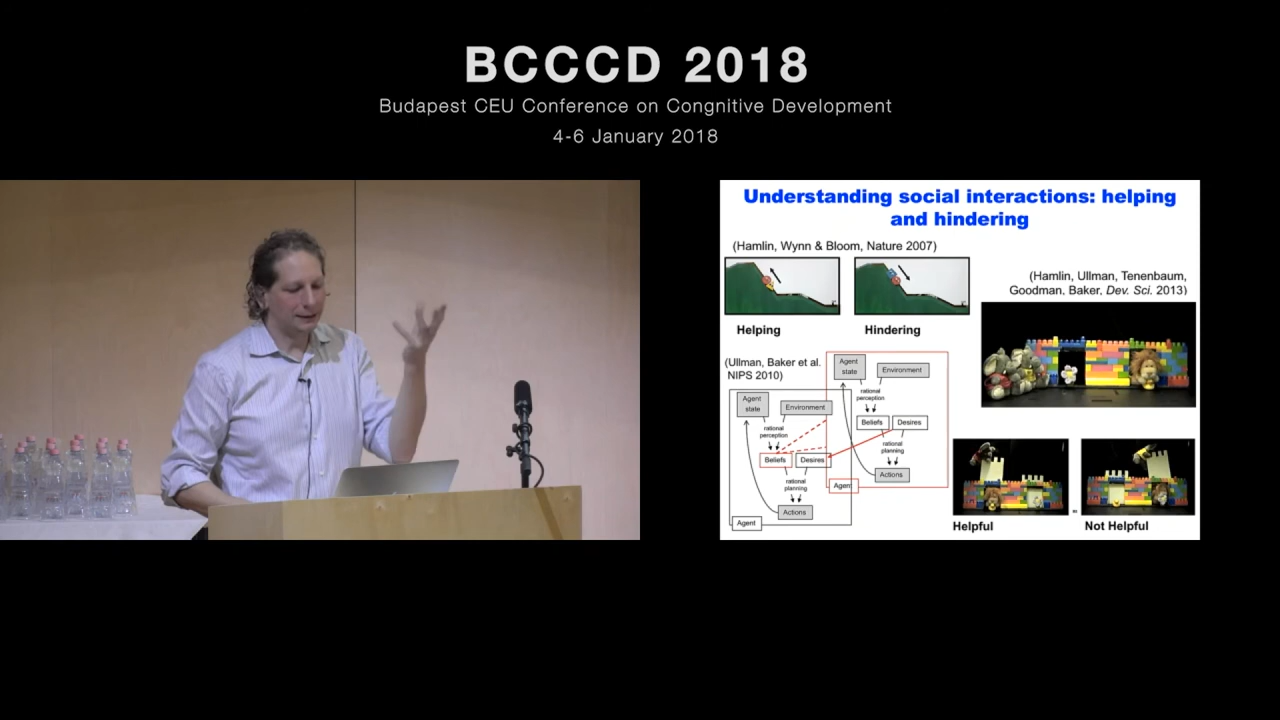 BCCCD 2018
Budapest CEU Conference on Congnitive Development
4-6 January 2018
Understanding social interactions: helping
and hindering
(Hamlin, Wynn & Bloom, Nature 2007)
(Hamlin, Ullman, Tenenbaum,
Goodman, Baker, Dev. Sci. 2013)
Helping
Hindering
(Ullman, Baker et al.
NIPS 2010)
Agent
state
Environment
rational
perception
Beliefs
Desires
rational
planning
Actions
Agent
Agent
state
Environment
rational
perception
Beliefs
Desires
rational
planning
Actions
Agent
Helpful
Not Helpful